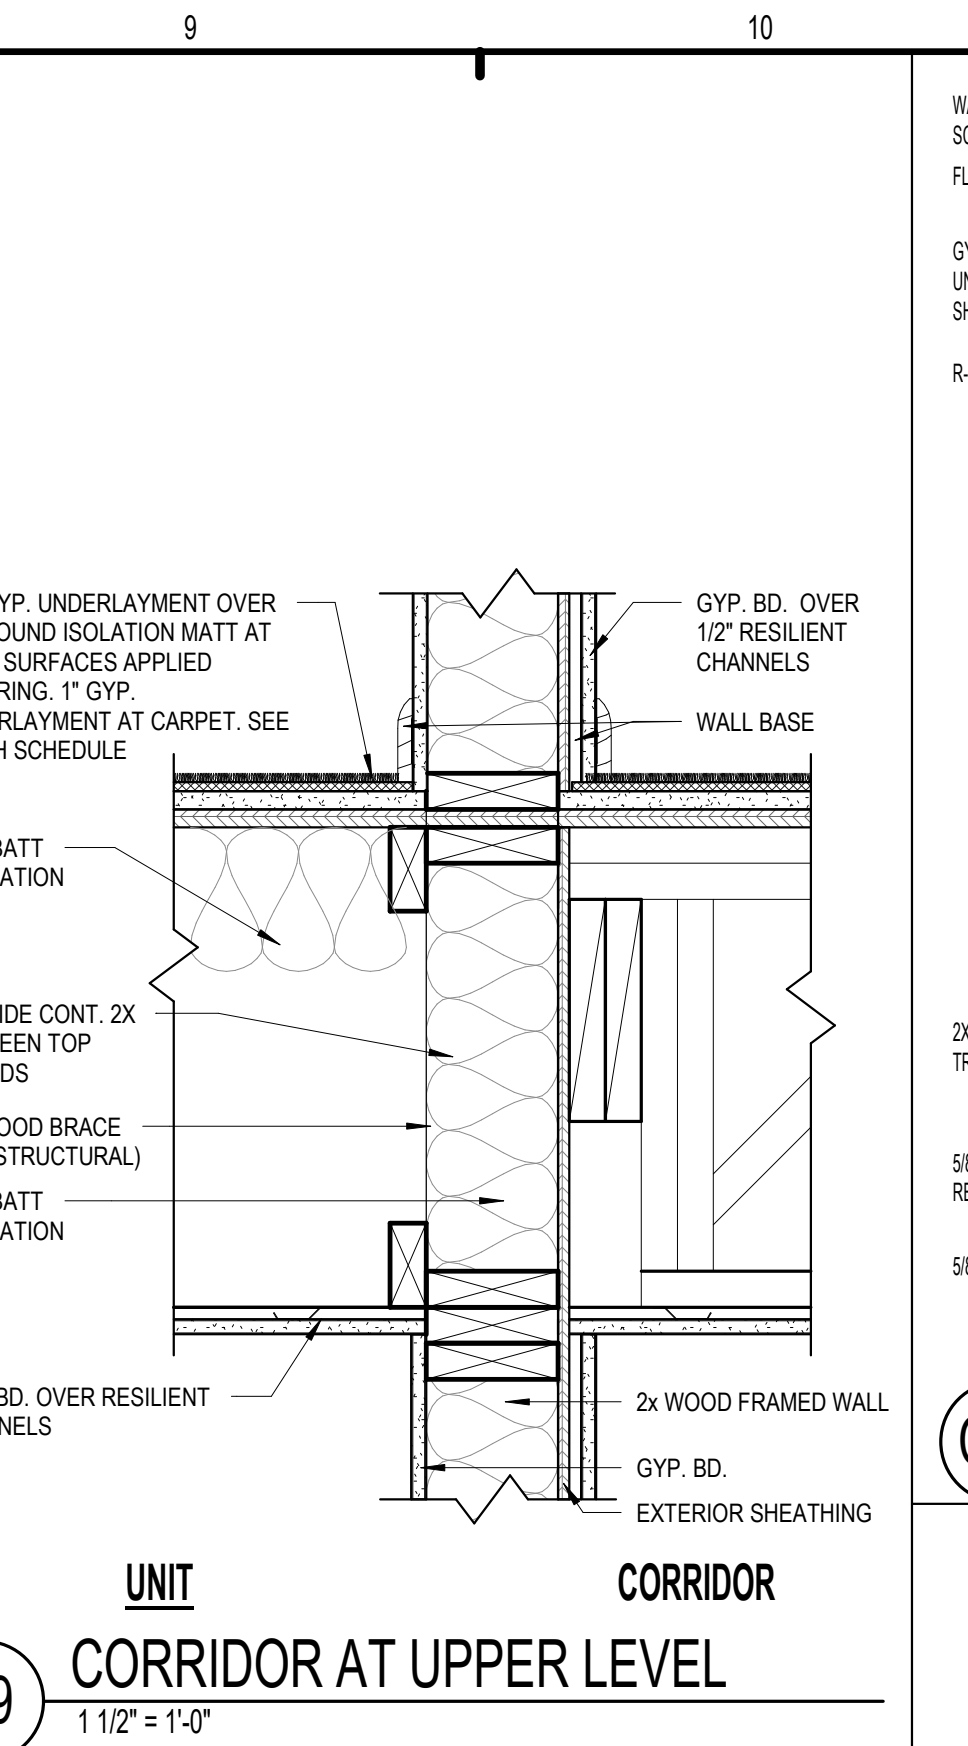 9
10
YP. UNDERLAYMENT OVER
OUND ISOLATION MATT AT
SURFACES APPLIED
RING. 1" GYP.
RLAYMENT AT CARPET. SEE
H SCHEDULE
BATT
ATION
IDE CONT. 2X
EEN TOP
DS
OOD BRACE
STRUCTURAL)
BATT
ATION
BD. OVER RESILIENT
NELS
GYP. BD. OVER
1/2" RESILIENT
CHANNELS
WALL BASE
2x WOOD FRAMED WALL
GYP. BD.
EXTERIOR SHEATHING
UNIT
CORRIDOR
9
CORRIDOR AT UPPER LEVEL
1 1/2" = 1'-0"
WA
SO
FL
GY
UN
SH
R-
2X
TR
5/8
RE
5/8